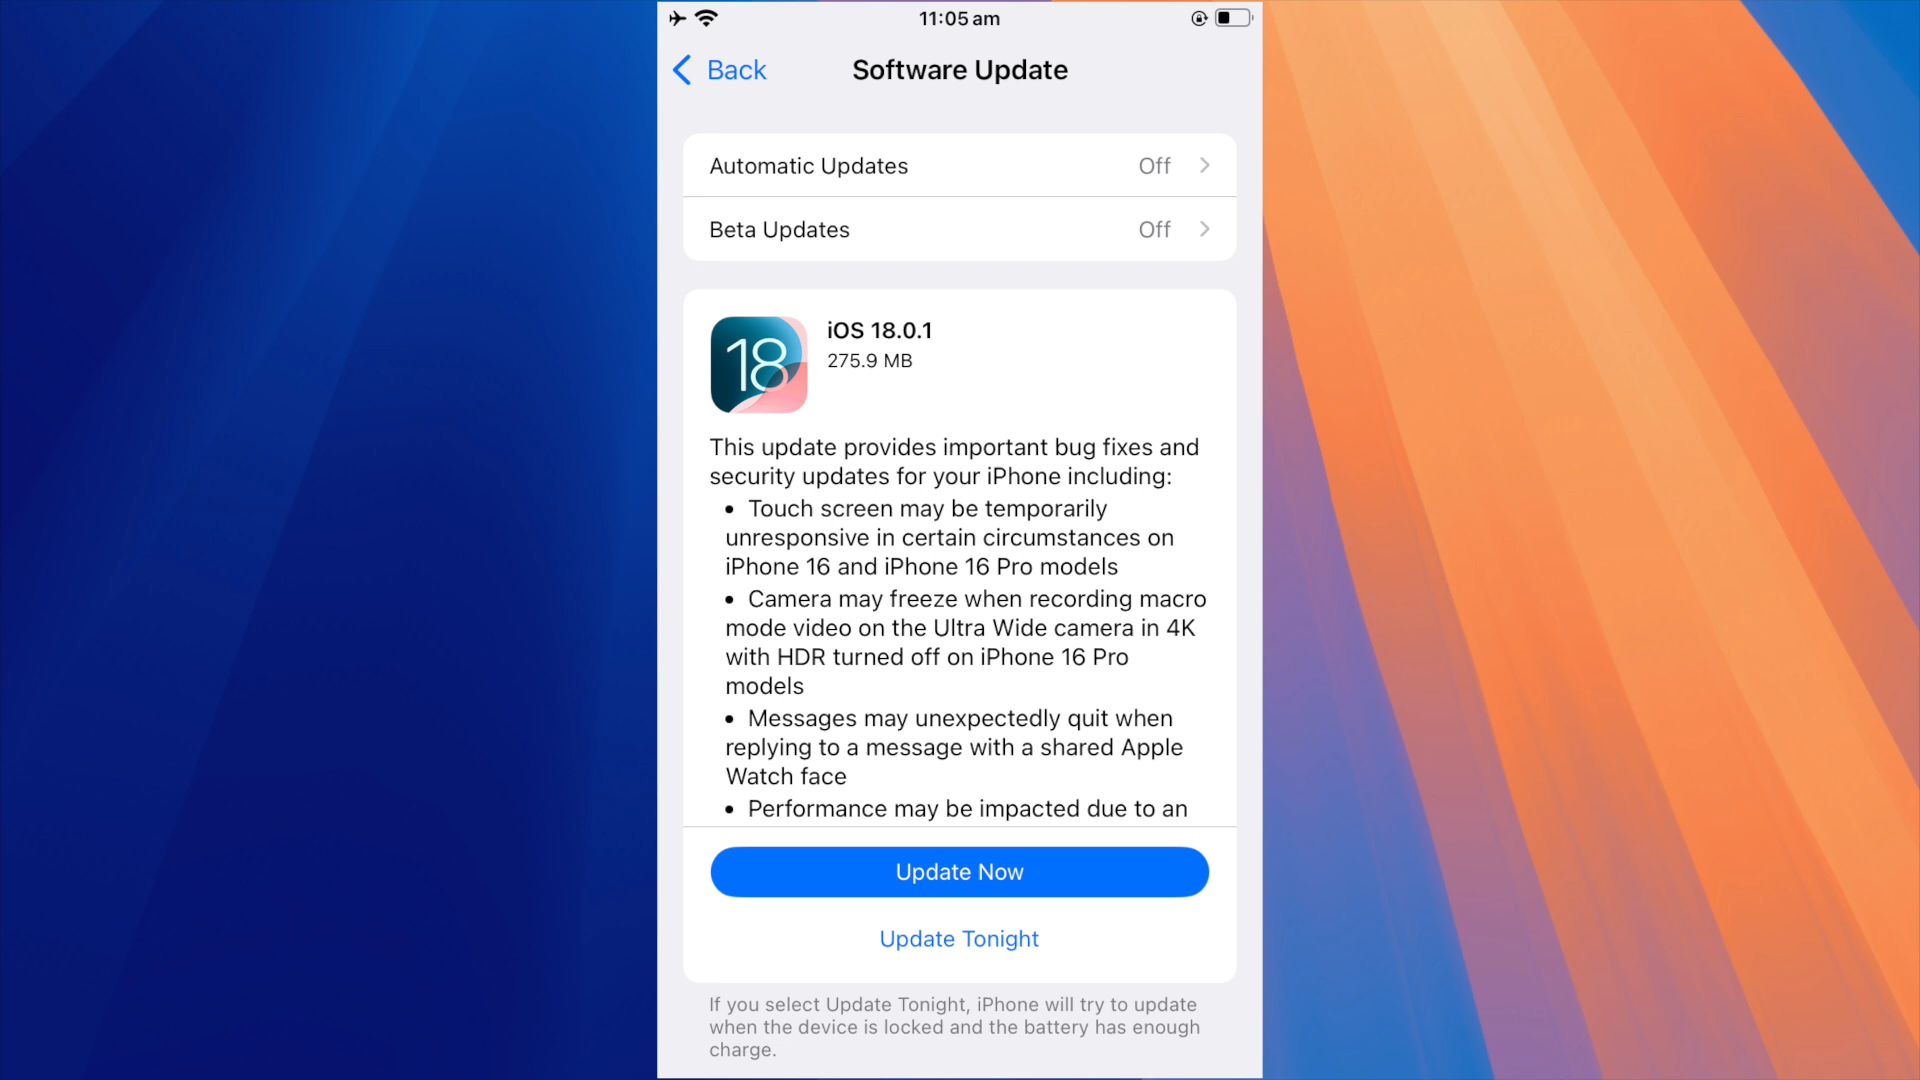 11:05 am
Back
Software Update
Automatic Updates Off
Beta Updates Off
18
iOS 18.0.1
275.9 MB
This update provides important bug fixes and
security updates for your iPhone including:
• Touch screen may be temporarily
unresponsive in certain circumstances on
iPhone 16 and iPhone 16 Pro models
• Camera may freeze when recording macro
mode video on the Ultra Wide camera in 4K
with HDR turned off on iPhone 16 Pro
models
• Messages may unexpectedly quit when
replying to a message with a shared Apple
Watch face
• Performance may be impacted due to an
Update Now
Update Tonight
If you select Update Tonight, iPhone will try to update
when the device is locked and the battery has enough
charge.